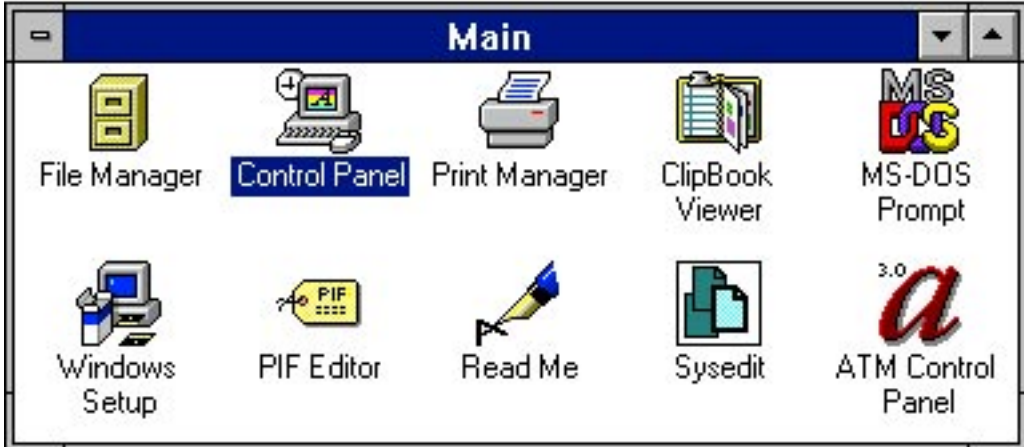 Main
MS
DOS
File Manager
Control Panel
Print Manager
ClipBook
Viewer
MS-DOS
Prompt
PIF
3.0
a
Windows
Setup
PIF Editor
Read Me
Sysedit
ATM Control
Panel